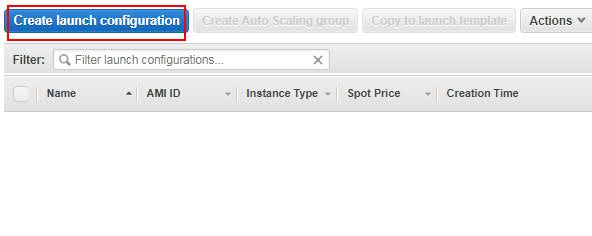 Create launch configuration Create Auto Scaling group Copy to launch template Actions
Filter: Filter launch configurations...
Name AMI ID Instance Type Spot Price Creation Time